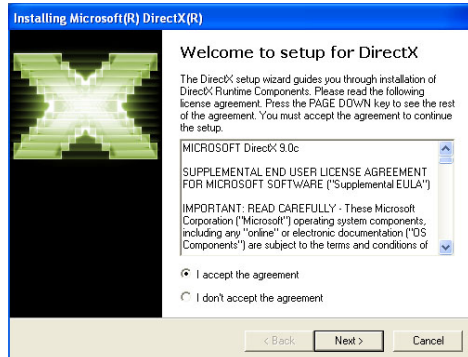 Installing Microsoft(R) DirectX(R)
Welcome to setup for DirectX
The DirectX setup wizard guides you through installation of
DirectX Runtime Components. Please read the following
license agreement. Press the PAGE DOWN key to see the rest
of the agreement. You must accept the agreement to continue
the setup.
MICROSOFT DirectX 9.0c
SUPPLEMENTAL END USER LICENSE AGREEMENT
FOR MICROSOFT SOFTWARE ("Supplemental EULA")
IMPORTANT: READ CAREFULLY - These Microsoft
Corporation ("Microsoft") operating system components,
including any "online" or electronic documentation ("OS
Components") are subject to the terms and conditions of
I accept the agreement
I don't accept the agreement
< Back Next > Cancel